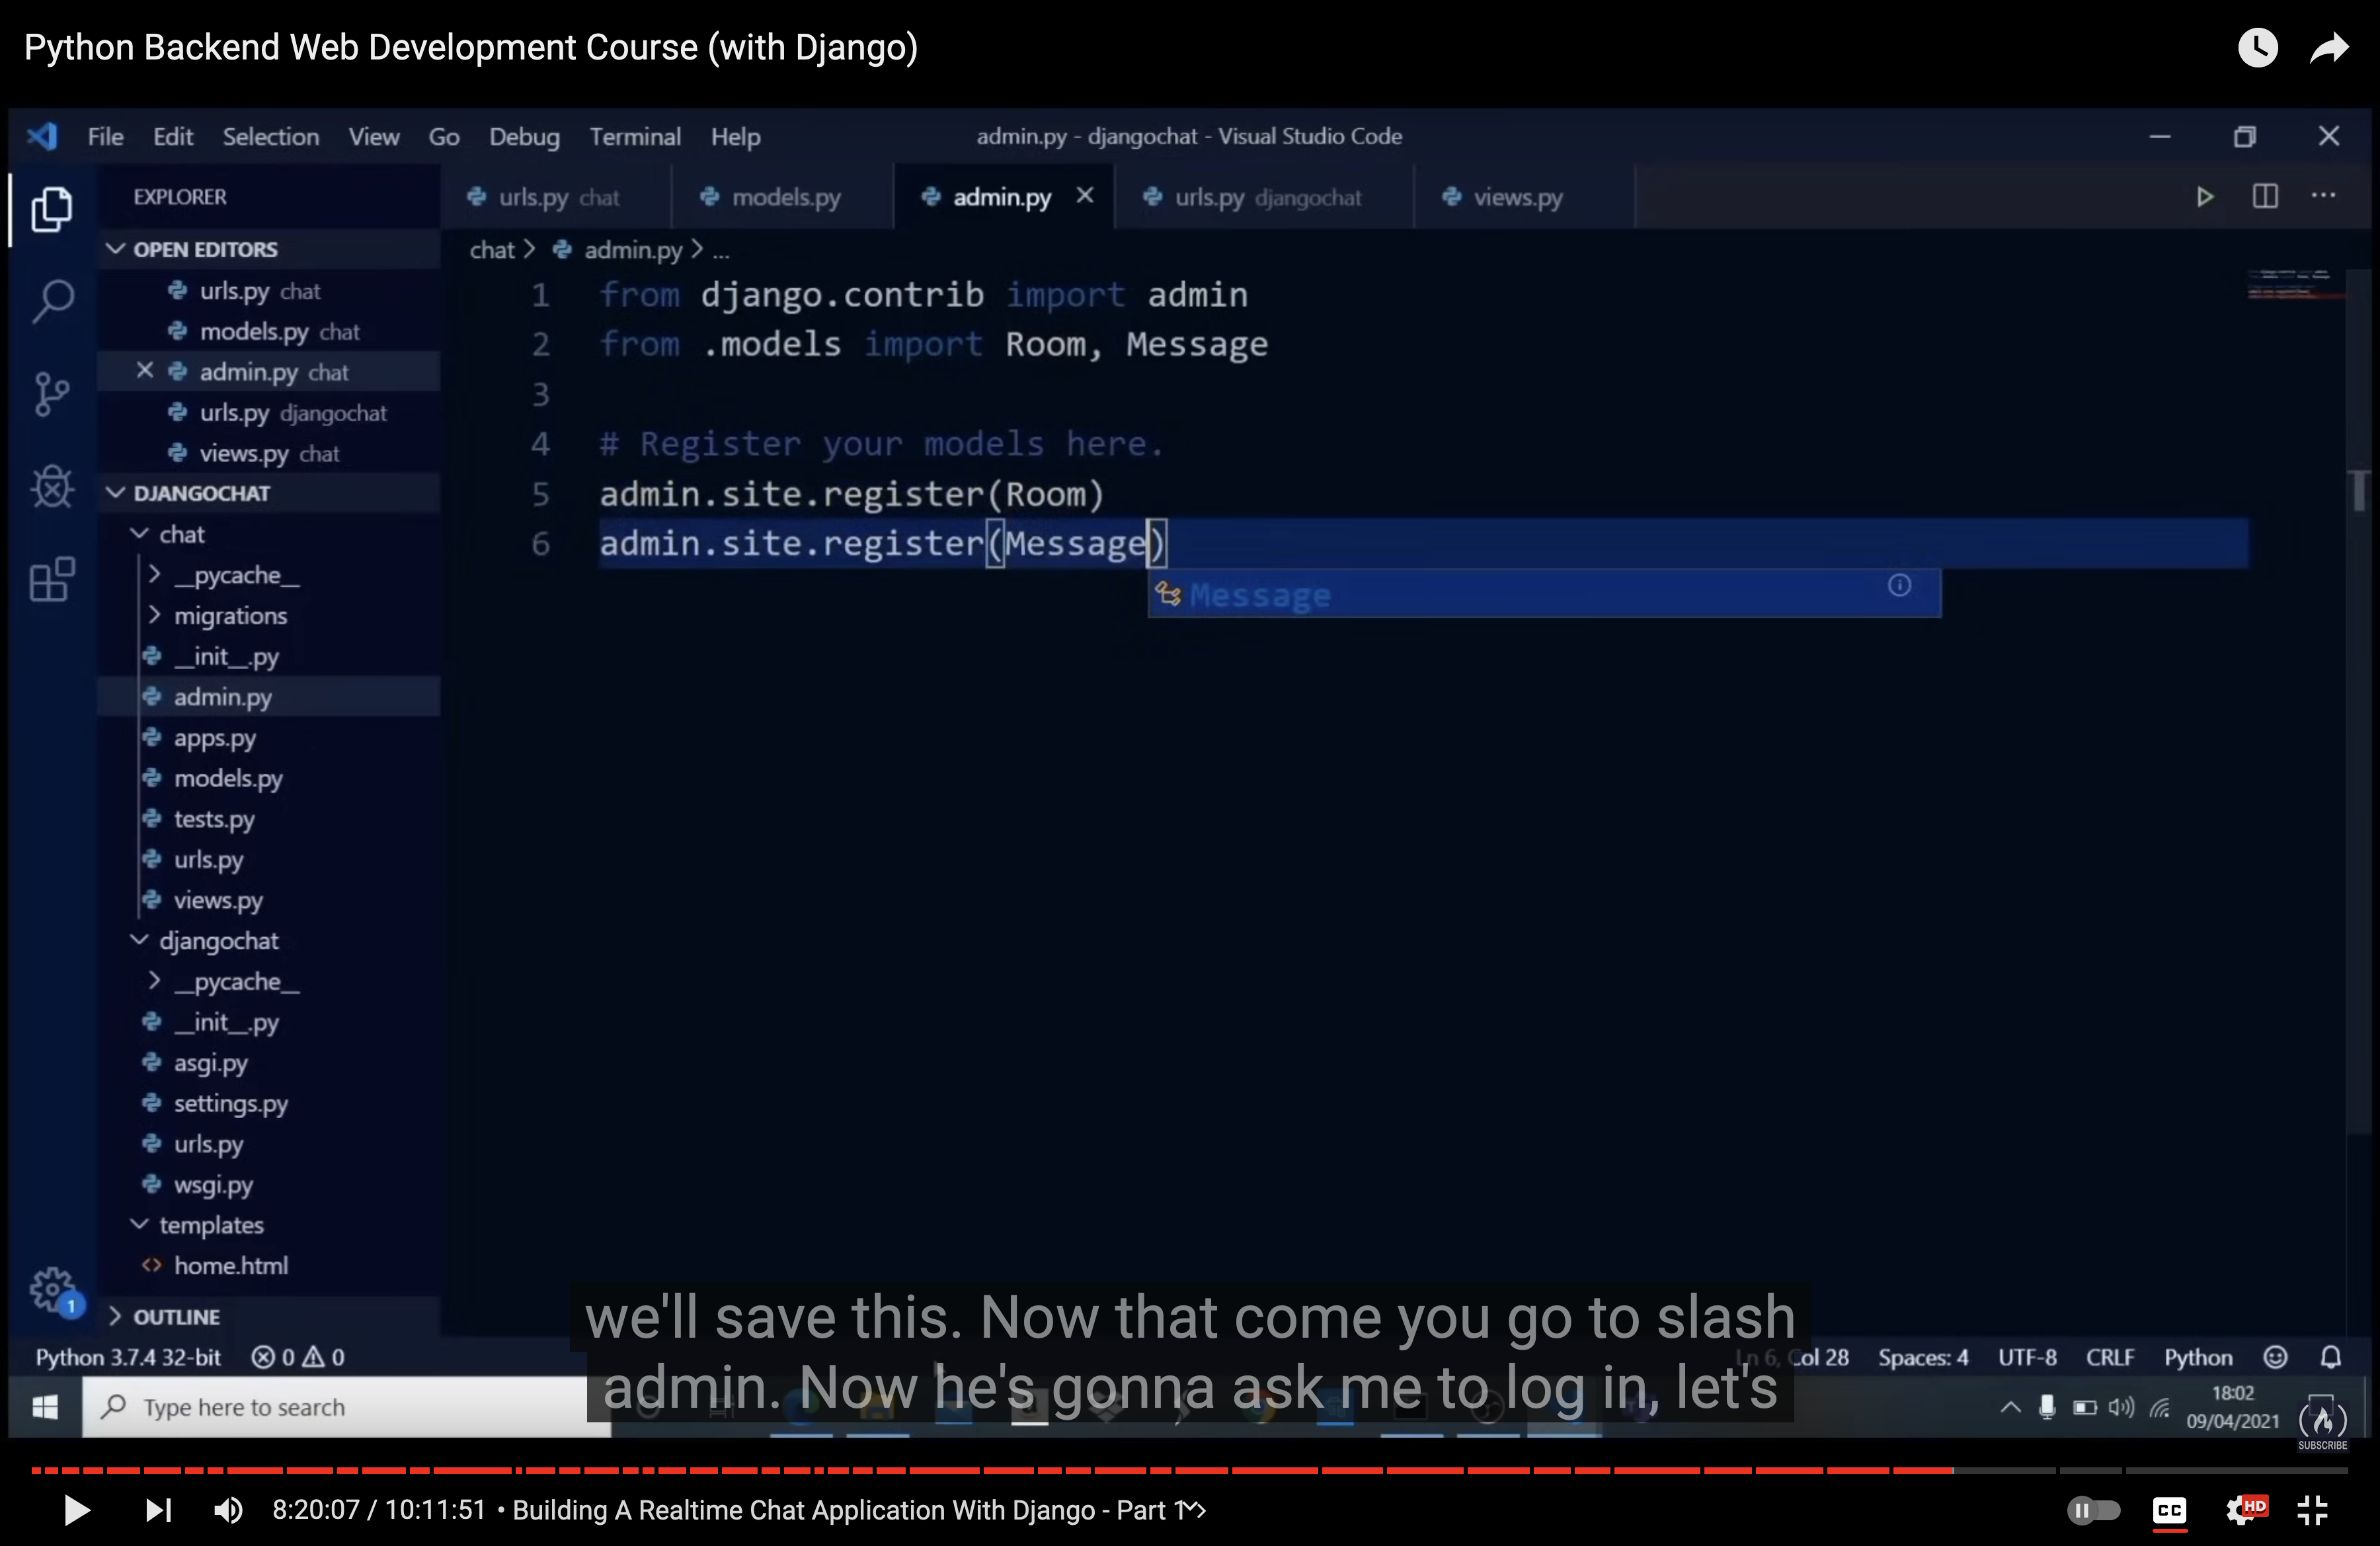 Python Backend Web Development Course (with Django)
File Edit Selection View Go Debug Terminal Help
admin.py - djangochat - Visual Studio Code
EXPLORER
urls.py chat
models.py
admin.py
urls.py djangochat
views.py
OPEN EDITORS
urls.py chat
models.py chat
admin.py chat
urls.py djangochat
views.py chat
DJANGOCHAT
chat
__pycache__
migrations
__init__.py
admin.py
apps.py
models.py
tests.py
urls.py
views.py
djangochat
__pycache__
__init__.py
asgi.py
settings.py
urls.py
wsgi.py
templates
home.html
OUTLINE
chat > admin.py > ...
1 from django.contrib import admin
2 from .models import Room, Message
3
4 # Register your models here.
5 admin.site.register(Room)
6 admin.site.register(Message)
Message
we'll save this. Now that come you go to slash
admin. Now he's gonna ask me to log in, let's
1
Python 3.7.4 32-bit 0 0
Ln 6, Col 28 Spaces: 4 UTF-8 CRLF Python
Type here to search
18:02
09/04/2021
SUBSCRIBE
8:20:07 / 10:11:51 • Building A Realtime Chat Application With Django - Part 1
CC
HD